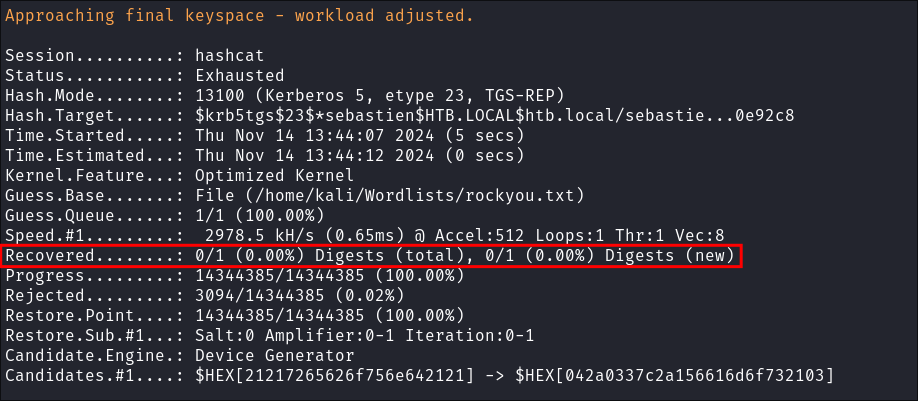 Approaching final keyspace - workload adjusted.
Session..........: hashcat
Status...........: Exhausted
Hash.Mode........: 13100 (Kerberos 5, etype 23, TGS-REP)
Hash.Target......: $krb5tgs$23$*sebastien$HTB.LOCAL$htb.local/sebastie...0e92c8
Time.Started.....: Thu Nov 14 13:44:07 2024 (5 secs)
Time.Estimated...: Thu Nov 14 13:44:12 2024 (0 secs)
Kernel.Feature...: Optimized Kernel
Guess.Base.......: File (/home/kali/Wordlists/rockyou.txt)
Guess.Queue......: 1/1 (100.00%)
Speed.#1.........:  2978.5 kH/s (0.65ms) @ Accel:512 Loops:1 Thr:1 Vec:8
Recovered........: 0/1 (0.00%) Digests (total), 0/1 (0.00%) Digests (new)
Progress.........: 14344385/14344385 (100.00%)
Rejected.........: 3094/14344385 (0.02%)
Restore.Point....: 14344385/14344385 (100.00%)
Restore.Sub.#1...: Salt:0 Amplifier:0-1 Iteration:0-1
Candidate.Engine.: Device Generator
Candidates.#1....: $HEX[21217265626f756e642121] -> $HEX[042a0337c2a156616d6f732103]